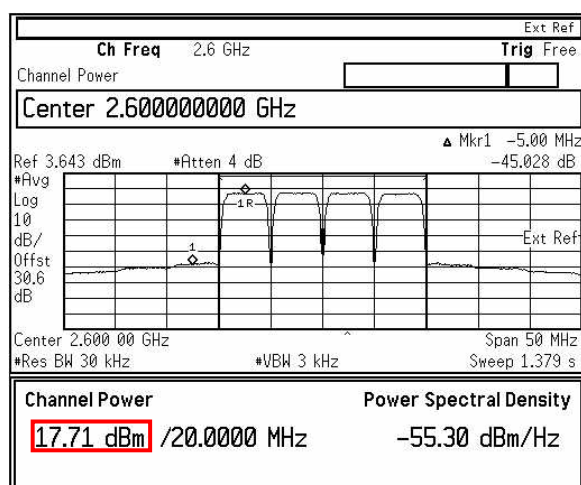 Ext Ref
Ch Freq 2.6 GHz Trig Free
Channel Power
Center 2.600000000 GHz
Δ Mkr1 -5.00 MHz
Ref 3.643 dBm #Atten 4 dB -45.028 dB
#Avg
Log
10
dB/
Offst
30.6
dB
1R
1
Ext Ref
Center 2.600 00 GHz Span 50 MHz
#Res BW 30 kHz #VBW 3 kHz Sweep 1.379 s
Channel Power Power Spectral Density
17.71 dBm /20.0000 MHz -55.30 dBm/Hz